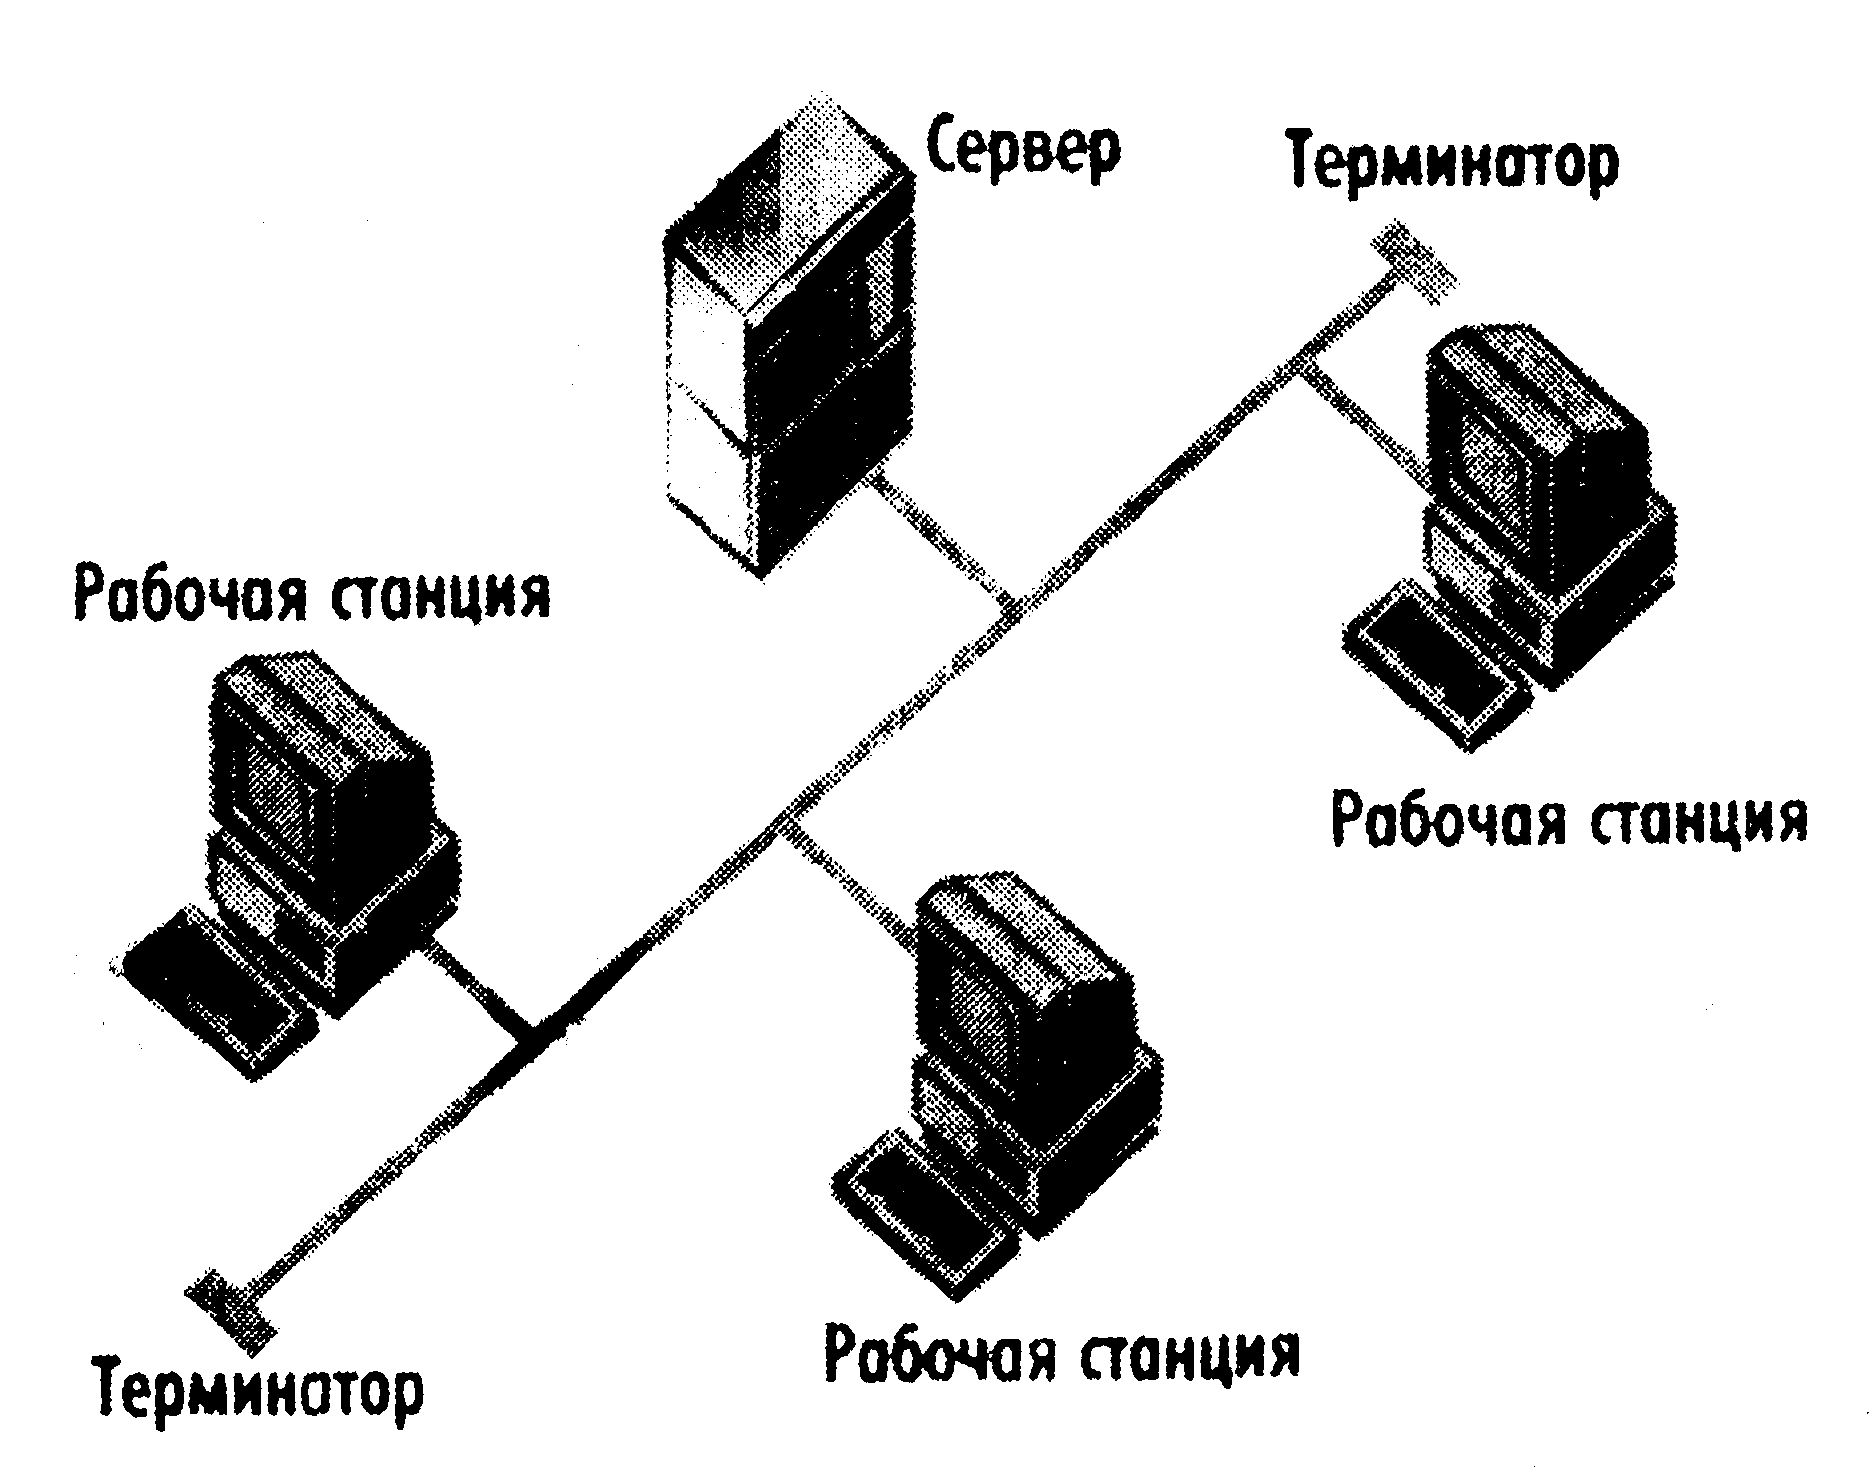 Сервер
Терминатор
Рабочая станция
Рабочая станция
Рабочая станция
Терминатор